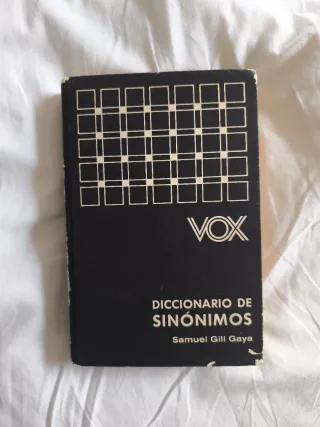 VOX
DICCIONARIO DE
SINÓNIMOS
Samuel Gili Gaya